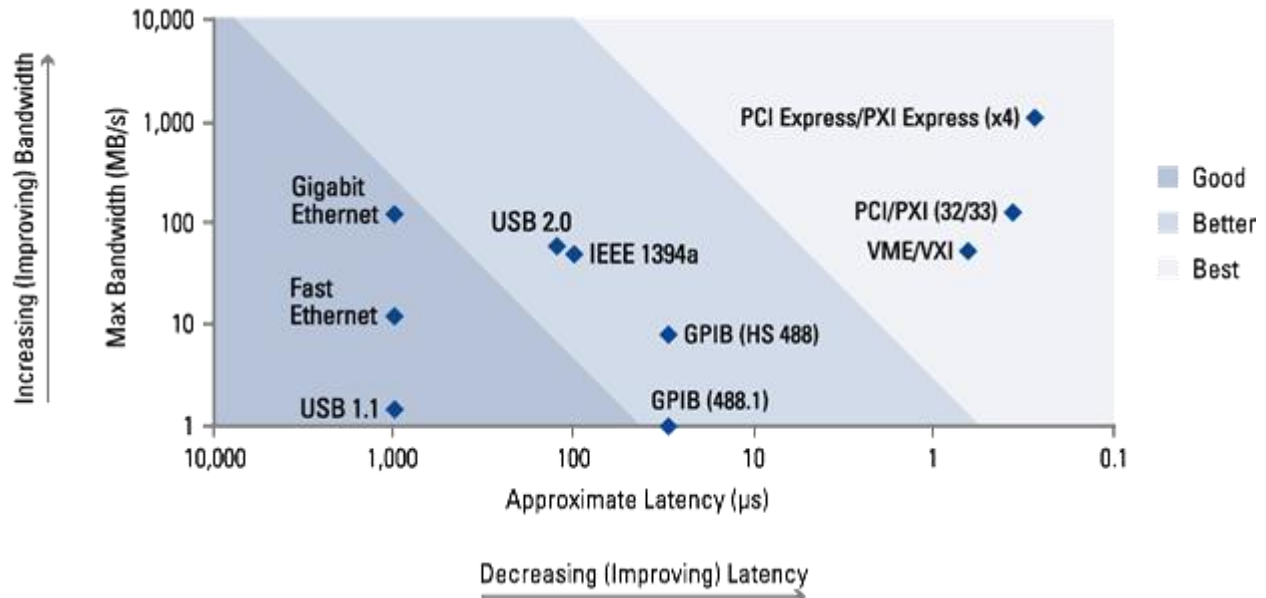 Increasing (Improving) Bandwidth
Max Bandwidth (MB/s)
10,000
1,000
100
10
1
PCI Express/PXI Express (x4)
Gigabit
Ethernet
USB 2.0
IEEE 1394a
PCI/PXI (32/33)
VME/VXI
Fast
Ethernet
GPIB (HS 488)
USB 1.1
GPIB (488.1)
Good
Better
Best
10,000
1,000
100
10
1
0.1
Approximate Latency (µs)
Decreasing (Improving) Latency